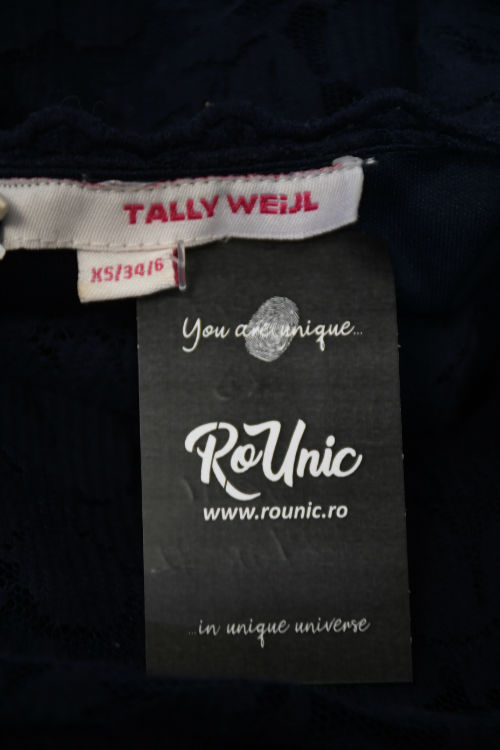 TALLY WEiJL
XS/34/6
You are unique...
RoUnic
www.rounic.ro
...in unique universe